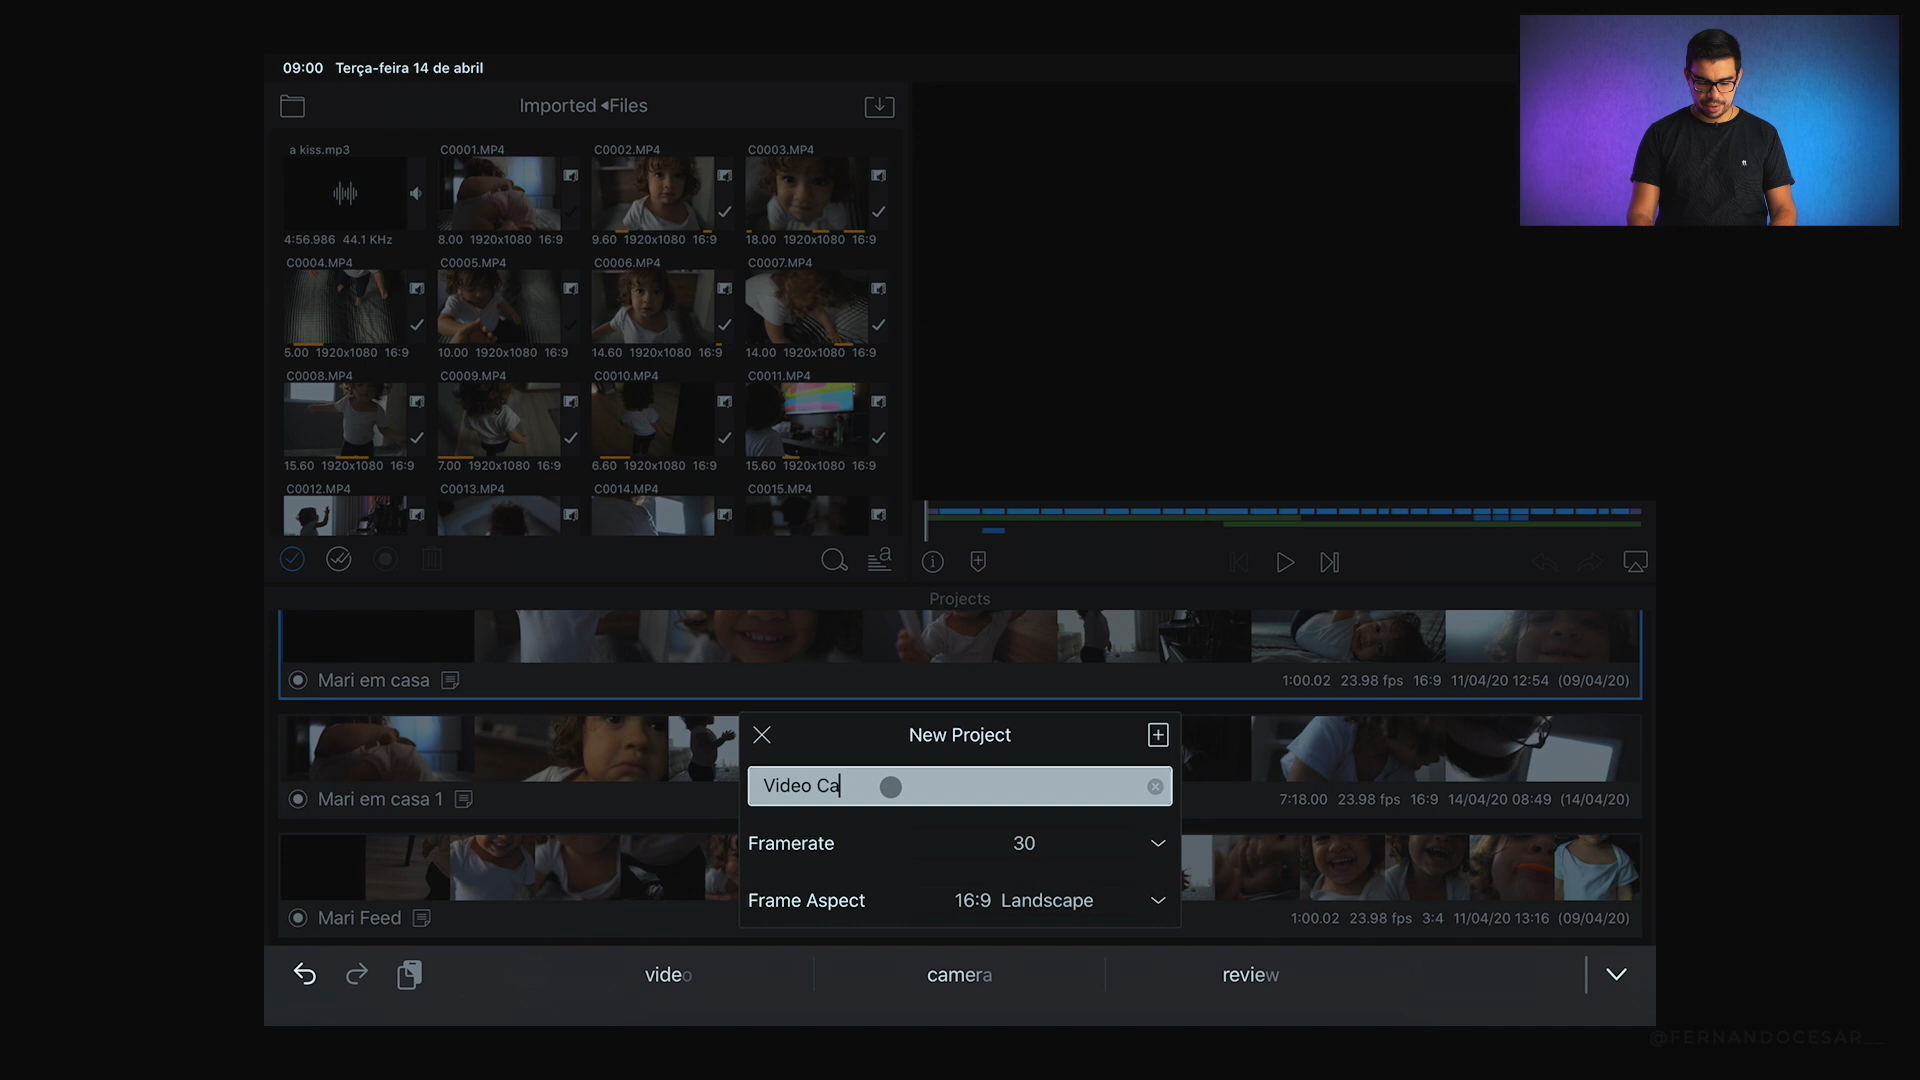 09:00 Terça-feira 14 de abril
Imported ◂Files
a kiss.mp3
C0001.MP4
C0002.MP4
C0003.MP4
4:56.986 44.1 KHz
8.00 1920x1080 16:9
9.60 1920x1080 16:9
18.00 1920x1080 16:9
C0004.MP4
C0005.MP4
C0006.MP4
C0007.MP4
5.00 1920x1080 16:9
10.00 1920x1080 16:9
14.60 1920x1080 16:9
14.00 1920x1080 16:9
C0008.MP4
C0009.MP4
C0010.MP4
C0011.MP4
15.60 1920x1080 16:9
7.00 1920x1080 16:9
6.60 1920x1080 16:9
15.60 1920x1080 16:9
C0012.MP4
C0013.MP4
C0014.MP4
C0015.MP4
a
Projects
Mari em casa
1:00.02 23.98 fps 16:9 11/04/20 12:54 (09/04/20)
New Project
Video Ca
Mari em casa 1
7:18.00 23.98 fps 16:9 14/04/20 08:49 (14/04/20)
Framerate 30
Frame Aspect 16:9 Landscape
Mari Feed
1:00.02 23.98 fps 3:4 11/04/20 13:16 (09/04/20)
video
camera
review
@FERNANDOCESAR__